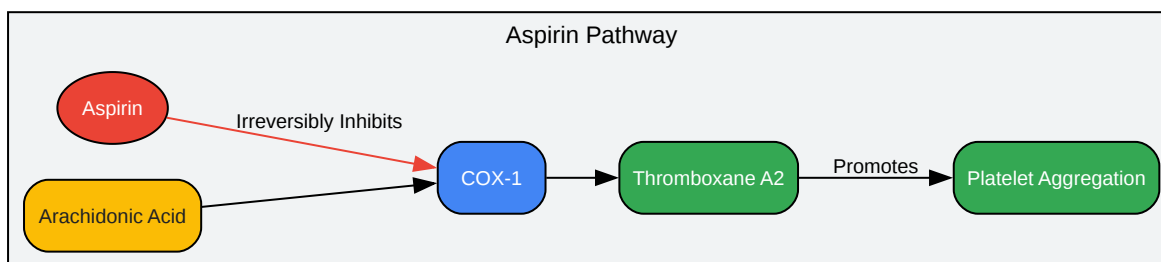 Aspirin Pathway
Aspirin
Irreversibly Inhibits
Arachidonic Acid
COX-1
Thromboxane A2
Promotes
Platelet Aggregation